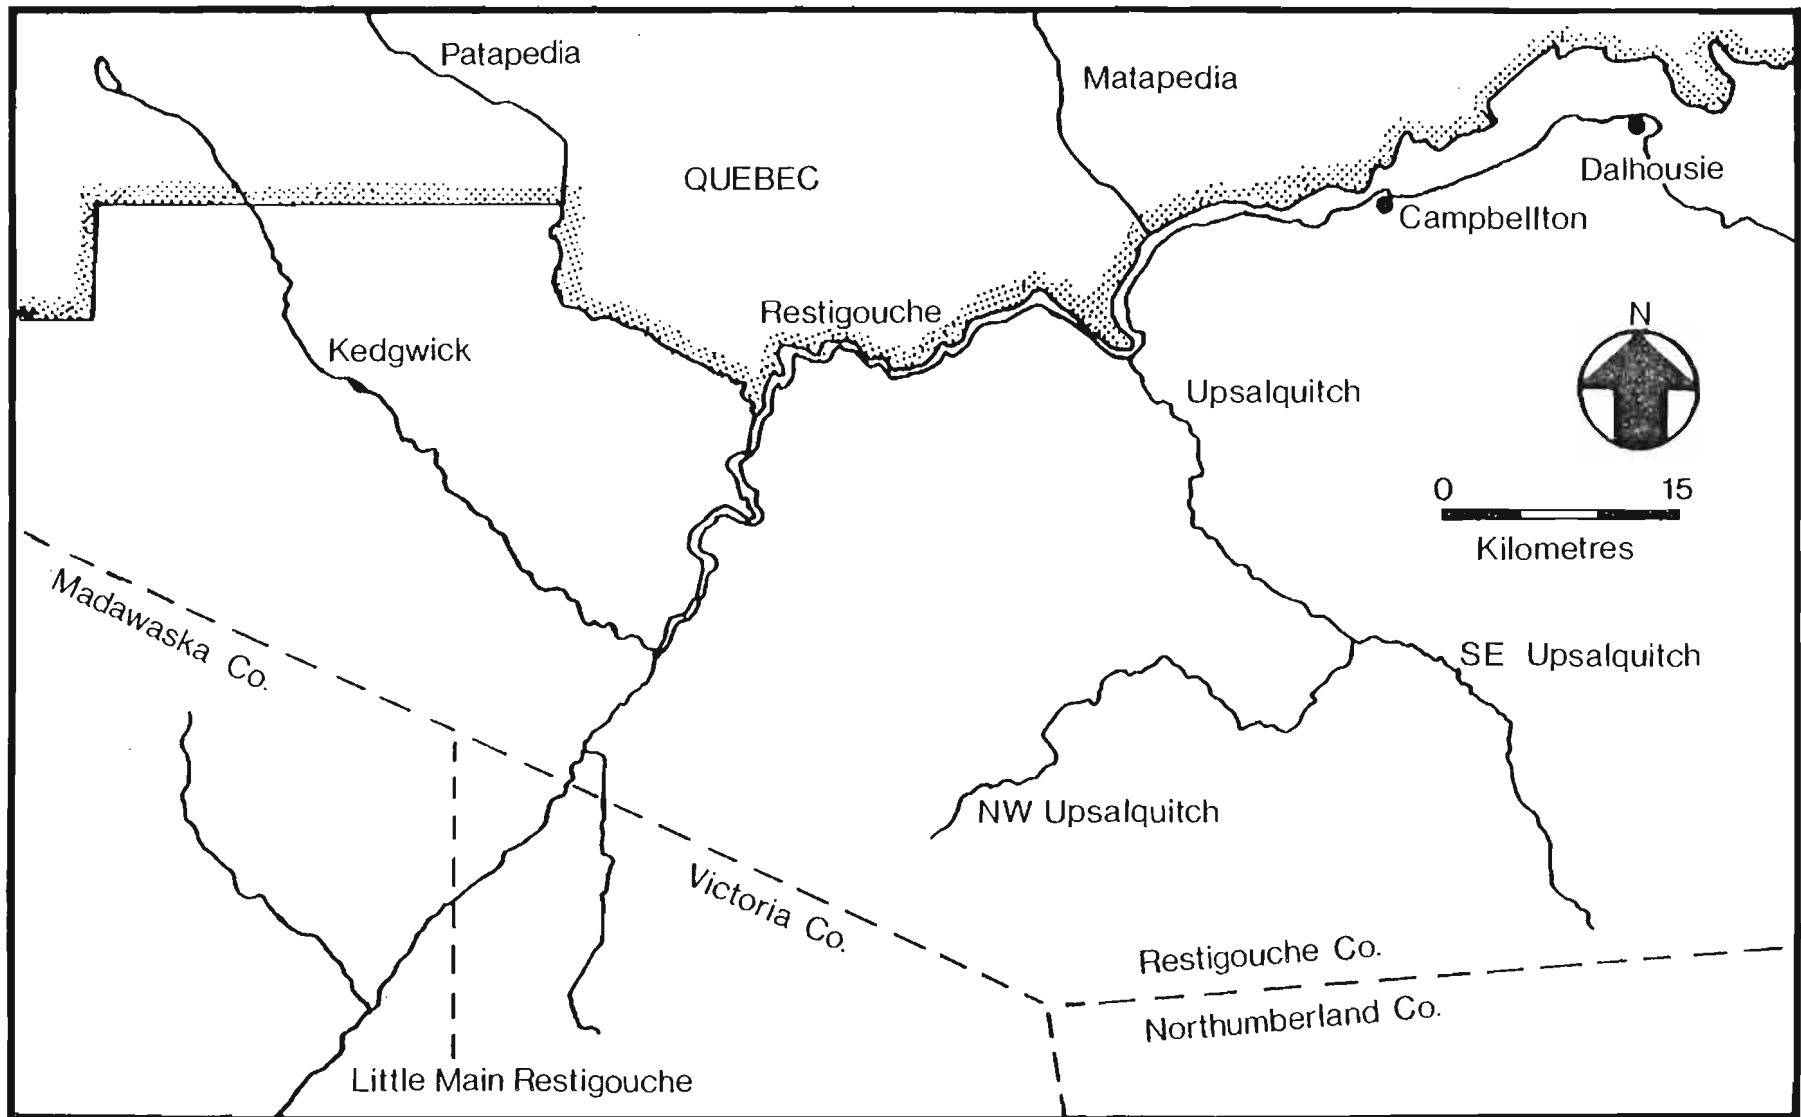 Patapedia
Matapedia
QUEBEC
Dalhousie
Campbellton
Restigouche
N
Kedgwick
Upsalquitch
0 15
Kilometres
Madawaska Co.
SE Upsalquitch
NW Upsalquitch
Victoria Co.
Restigouche Co.
Northumberland Co.
Little Main Restigouche